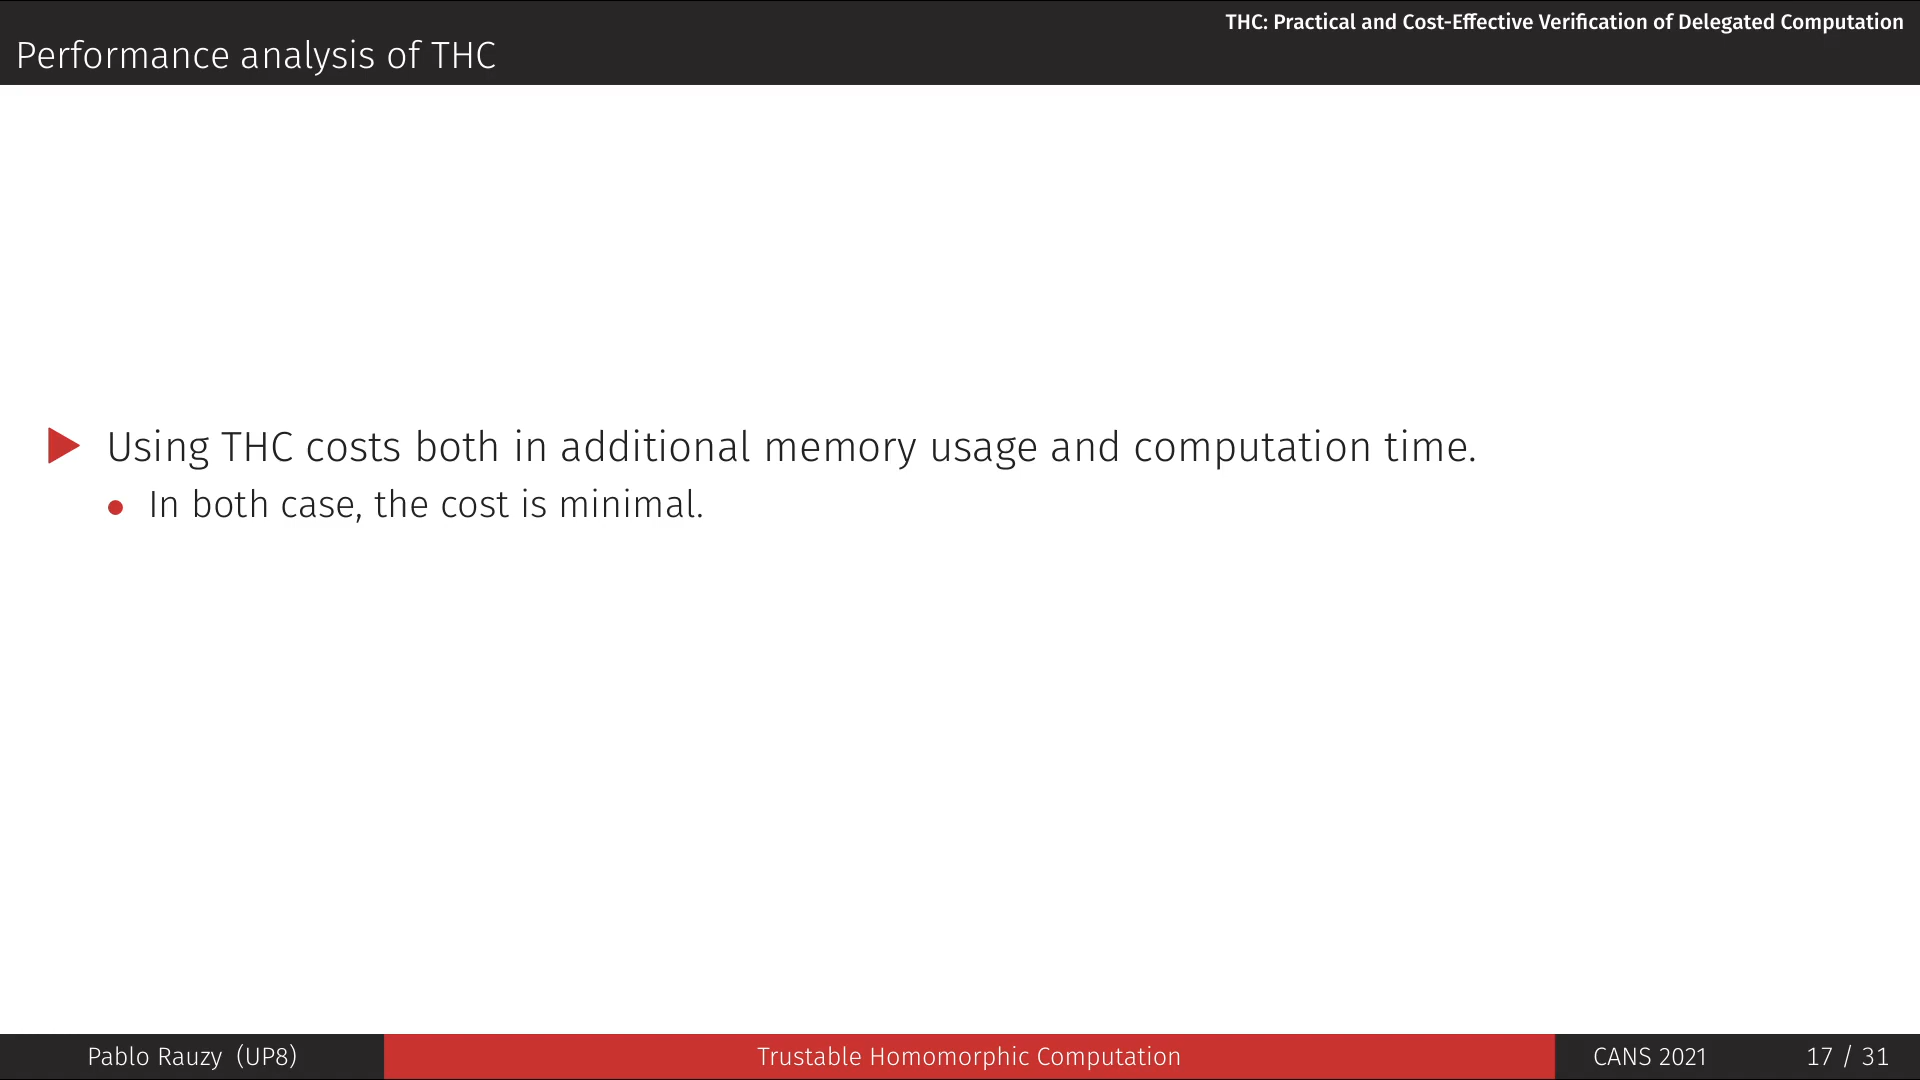 THC: Practical and Cost-Effective Verification of Delegated Computation
Performance analysis of THC
Using THC costs both in additional memory usage and computation time.
In both case, the cost is minimal.
Pablo Rauzy (UP8)
Trustable Homomorphic Computation
CANS 2021
17 / 31